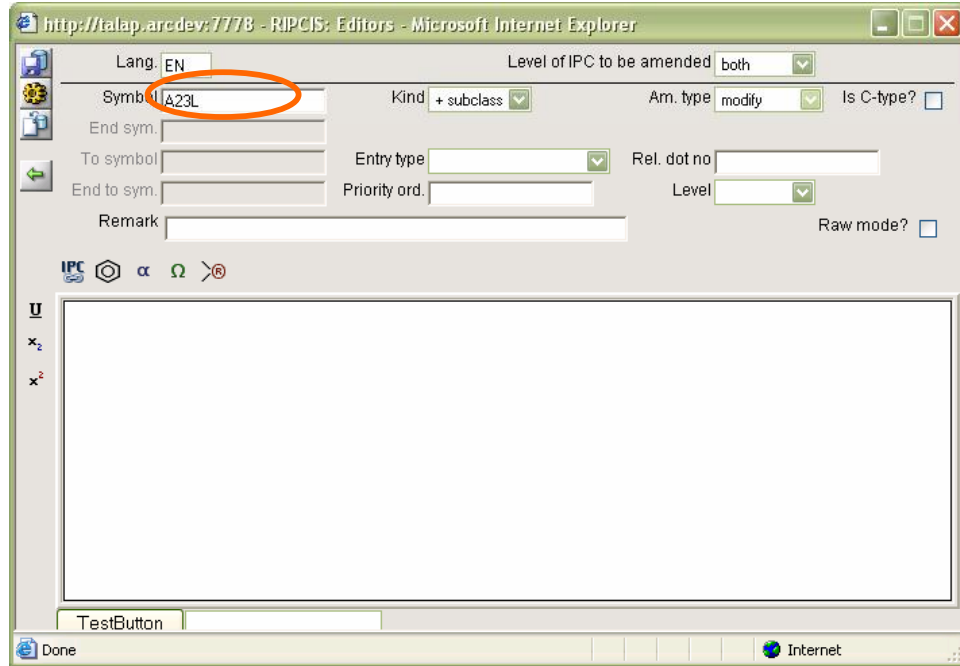 http://talap.arcdev:7778 - RIPCIS: Editors - Microsoft Internet Explorer
Lang. EN Level of IPC to be amended both
Symbol A23L Kind + subclass Am. type modify Is C-type?
End sym.
To symbol Entry type Rel. dot no
End to sym. Priority ord. Level
Remark Raw mode?
IPC α Ω R
U
x₂
x²
TestButton
Done Internet